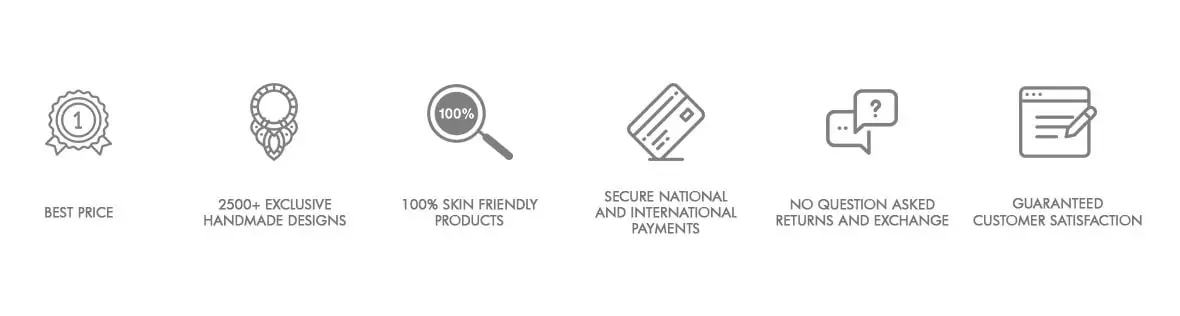 1
BEST PRICE
2500+ EXCLUSIVE
HANDMADE DESIGNS
100%
100% SKIN FRIENDLY
PRODUCTS
SECURE NATIONAL
AND INTERNATIONAL
PAYMENTS
?
NO QUESTION ASKED
RETURNS AND EXCHANGE
GUARANTEED
CUSTOMER SATISFACTION